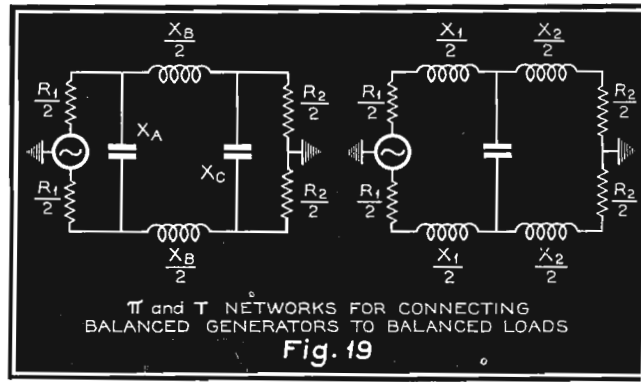 X_B/2
R_1/2
X_A
X_C
R_2/2
R_1/2
R_2/2
X_B/2
X_1/2
X_2/2
R_1/2
R_2/2
R_1/2
R_2/2
X_1/2
X_2/2
π and T NETWORKS FOR CONNECTING
BALANCED GENERATORS TO BALANCED LOADS
Fig. 19